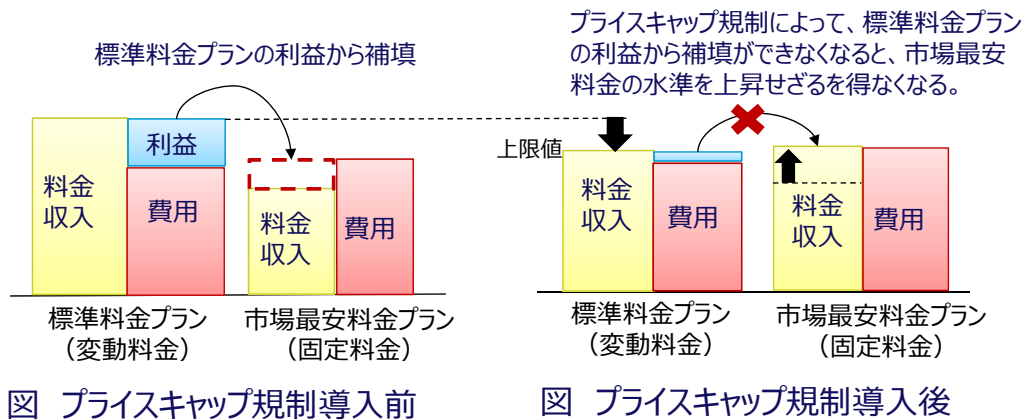 標準料金プランの利益から補填
利益
料金
収入
費用
料金
収入
費用
標準料金プラン
（変動料金）
市場最安料金プラン
（固定料金）
図　プライスキャップ規制導入前
プライスキャップ規制によって、標準料金プラン
の利益から補填ができなくなると、市場最安
料金の水準を上昇せざるを得なくなる。
上限値
料金
収入
費用
料金
収入
費用
標準料金プラン
（変動料金）
市場最安料金プラン
（固定料金）
図　プライスキャップ規制導入後